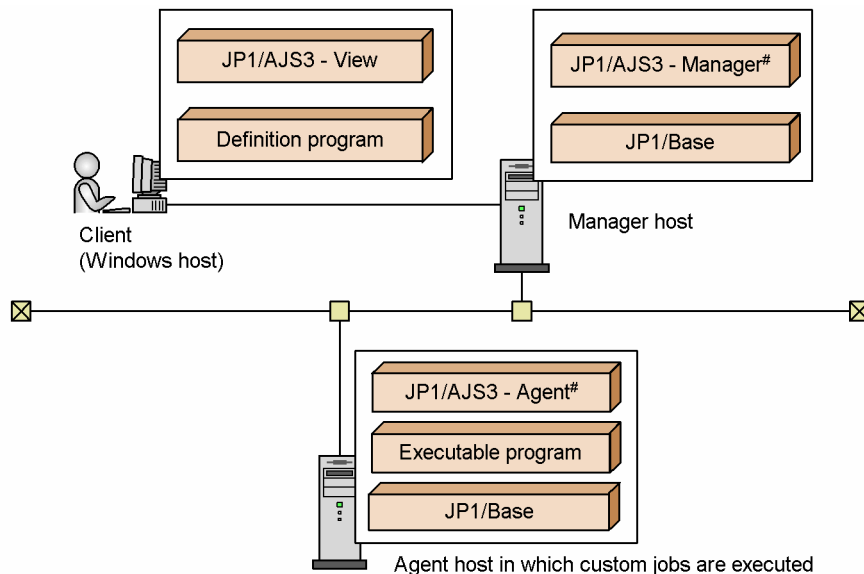 JP1/AJS3 - View
Definition program
JP1/AJS3 - Manager#
JP1/Base
Client
(Windows host)
Manager host
JP1/AJS3 - Agent#
Executable program
JP1/Base
Agent host in which custom jobs are executed